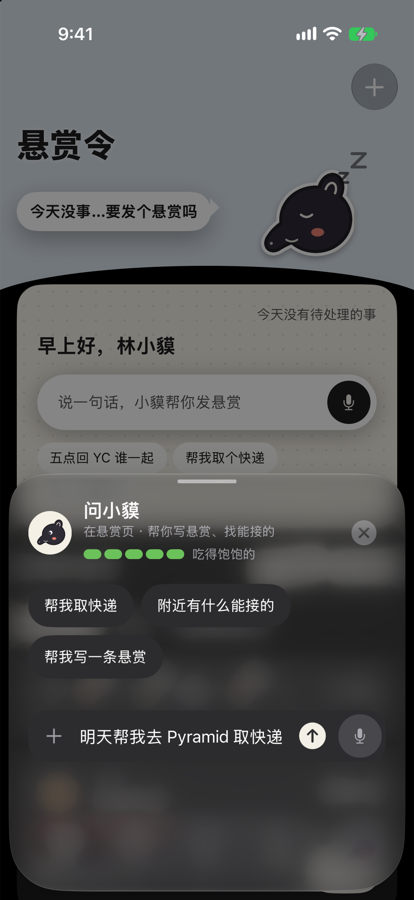 9:41
悬赏令
z
z
今天没事...要发个悬赏吗
今天没有待处理的事
早上好，林小貘
说一句话，小貘帮你发悬赏
五点回 YC 谁一起
帮我取个快递
问小貘
在悬赏页 · 帮你写悬赏、找能接的
吃得饱饱的
帮我取快递
附近有什么能接的
帮我写一条悬赏
明天帮我去 Pyramid 取快递